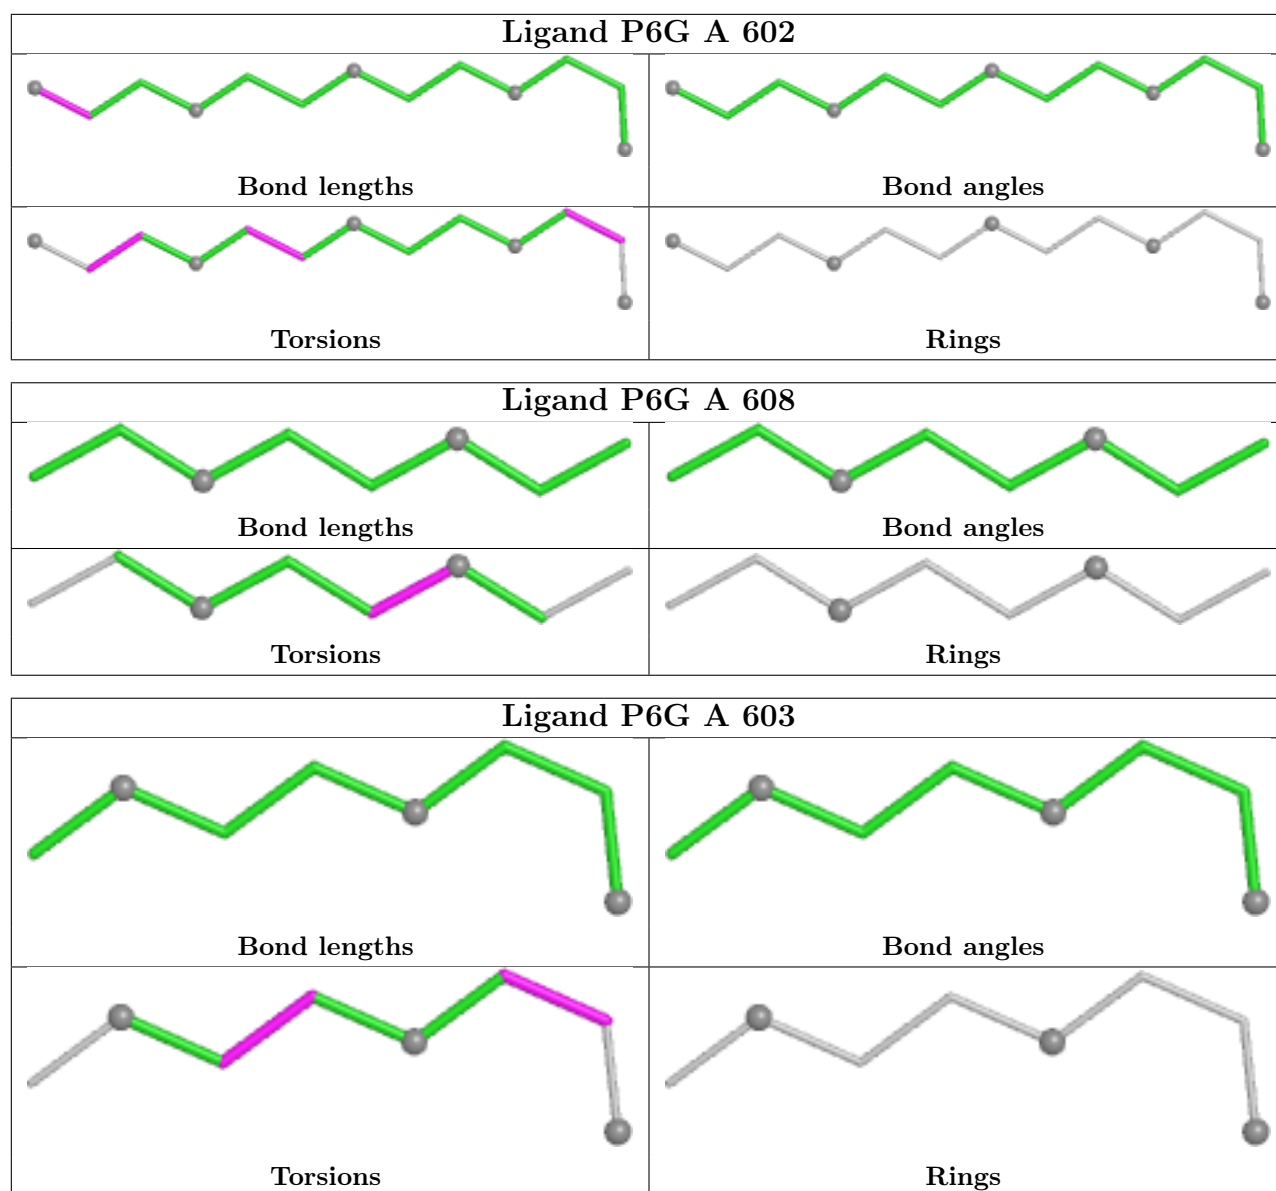 Ligand P6G A 602
Bond lengths
Bond angles
Torsions
Rings
Ligand P6G A 608
Bond lengths
Bond angles
Torsions
Rings
Ligand P6G A 603
Bond lengths
Bond angles
Torsions
Rings